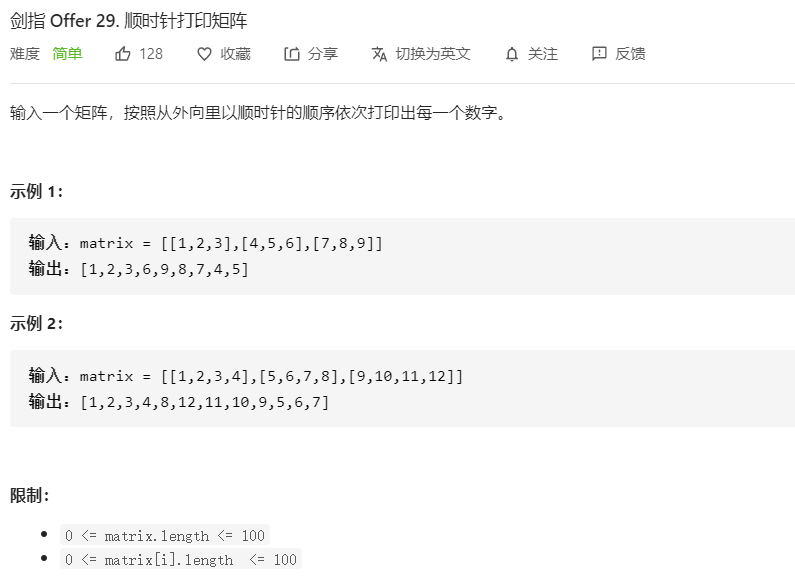 剑指 Offer 29. 顺时针打印矩阵
难度 简单 128 收藏 分享 切换为英文 关注 反馈
输入一个矩阵，按照从外向里以顺时针的顺序依次打印出每一个数字。
示例 1：
输入：matrix = [[1,2,3],[4,5,6],[7,8,9]]
输出：[1,2,3,6,9,8,7,4,5]
示例 2：
输入：matrix = [[1,2,3,4],[5,6,7,8],[9,10,11,12]]
输出：[1,2,3,4,8,12,11,10,9,5,6,7]
限制：
0 <= matrix.length <= 100
0 <= matrix[i].length <= 100